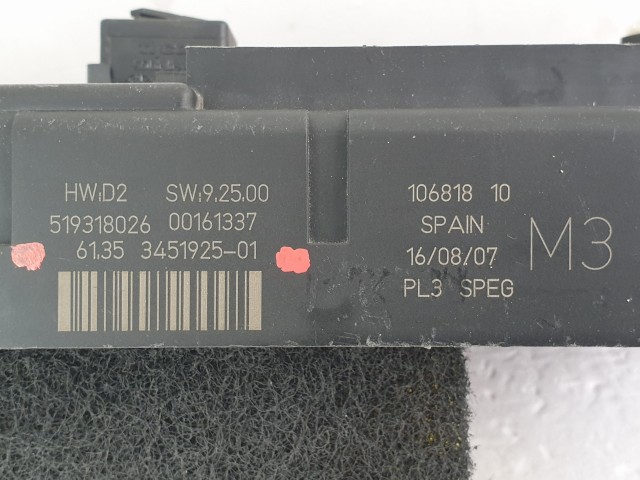 HW:D2 SW:9.25.00
519318026 00161337
61.35 3451925-01
106818 10
SPAIN
16/08/07
PL3 SPEG
M3